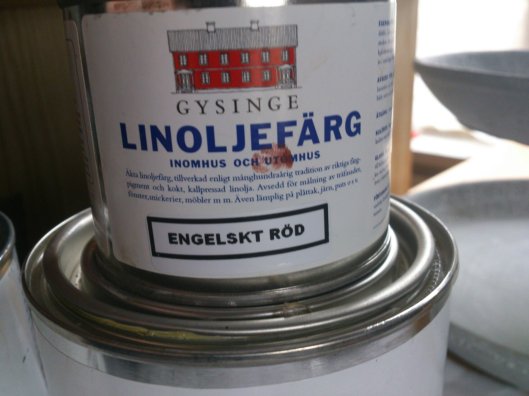 GYSINGE
LINOLJEFÄRG
INOMHUS OCH UTOMHUS
Äkta linoljefärg, tillverkad enligt månghundraårig tradition av riktiga färg-
pigment och kokt, kallpressad linolja. Avsedd för målning av träfasader,
fönster, snickerier, möbler m m. Även lämplig på plåttak, järn, puts o s v.
ENGELSKT RÖD